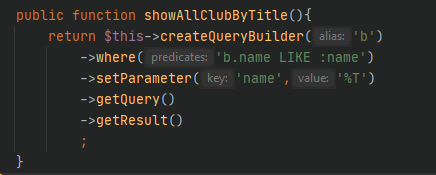 public function showAllClubByTitle(){
return $this->createQueryBuilder( alias: 'b')
->where( predicates: 'b.name LIKE :name')
->setParameter( key: 'name', value: '%T')
->getQuery()
->getResult()
;
}